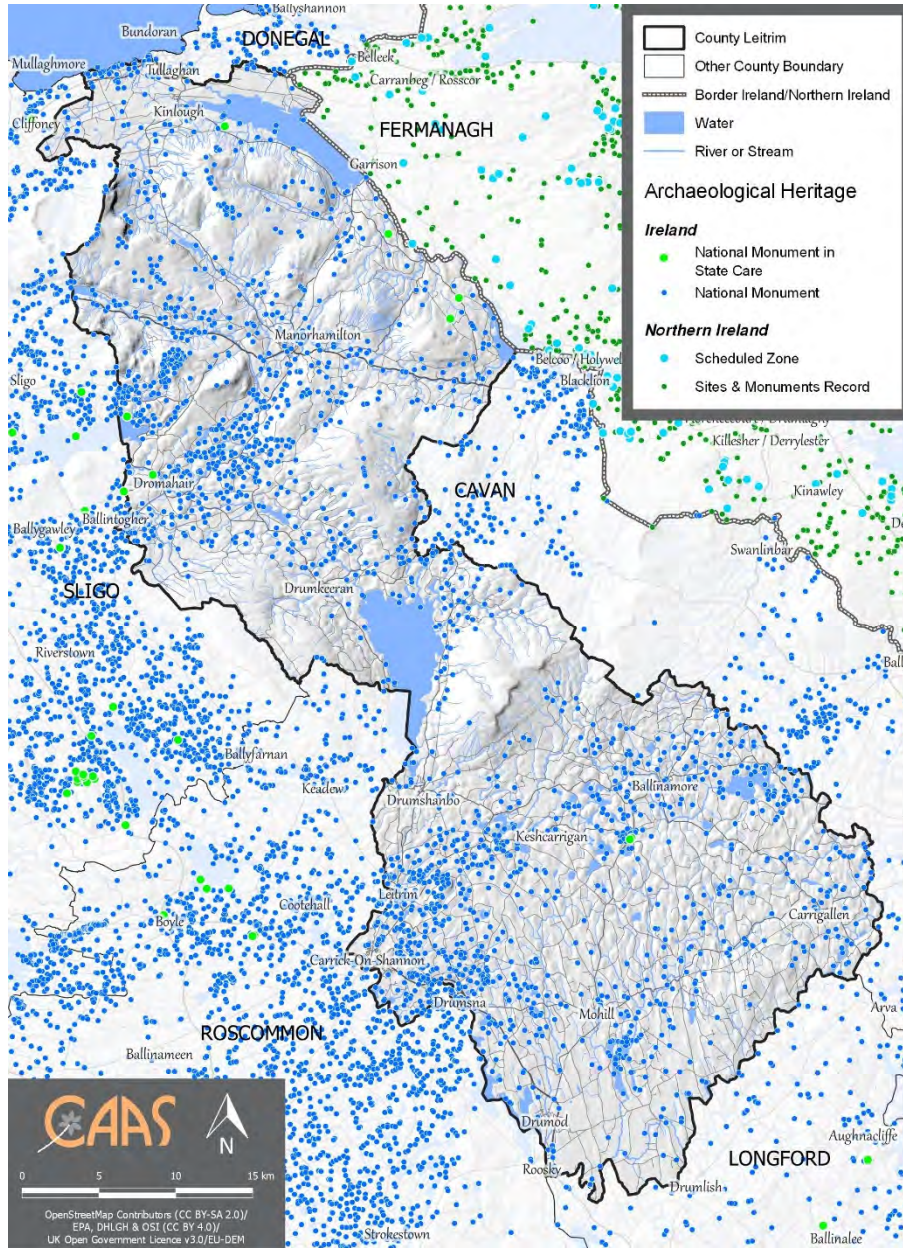 Ballyshannon
Bundoran
DONEGAL
Mullaghmore
Tullaghan
Belleek
Carranbeg / Rosscor
Kinlough
Cliffoney
FERMANAGH
Garrison
Manorhamilton
Sligo
Belcoo / Holywel
Blacklion
Killesher / Derrylester
Kinawley
Dromahair
CAVAN
Ballintogher
Ballygawley
Swanlinbar
SLIGO
Drumkeeran
Riverstown
Ballyfarnan
Keadew
Drumshanbo
Ballinamore
Keshcarrigan
Leitrim
Cootehall
Boyle
Carrigallen
Carrick-On-Shannon
Drumsna
Mohill
Arva
ROSCOMMON
Ballinameen
Drumod
Aughnacliffe
Roosky
LONGFORD
Drumlish
Strokestown
Ballinalee
County Leitrim
Other County Boundary
Border Ireland/Northern Ireland
Water
River or Stream
Archaeological Heritage
Ireland
National Monument in
State Care
National Monument
Northern Ireland
Scheduled Zone
Sites & Monuments Record
CAAS
N
0 5 10 15 km
OpenStreetMap Contributors (CC BY-SA 2.0)/
EPA, DHLGH & OSI (CC BY 4.0)/
UK Open Government Licence v3.0/EU-DEM